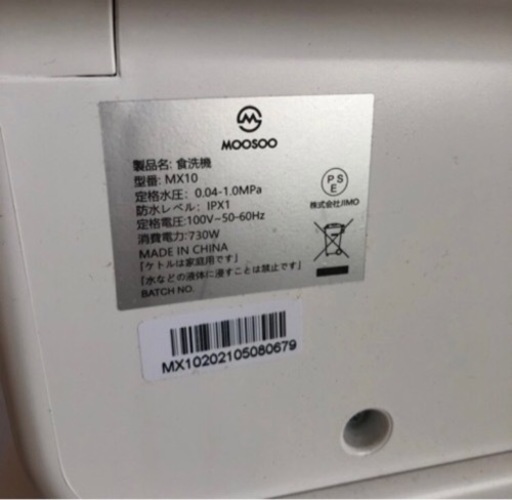 MOOSOO
製品名: 食洗機
型番: MX10
定格水圧: 0.04-1.0MPa
防水レベル: IPX1
定格電圧:100V~50-60Hz
消費電力:730W
MADE IN CHINA
「ケトルは家庭用です」
「水などの液体に浸すことは禁止です」
BATCH NO.
PSE
株式会社JIMO
MX10202105080679